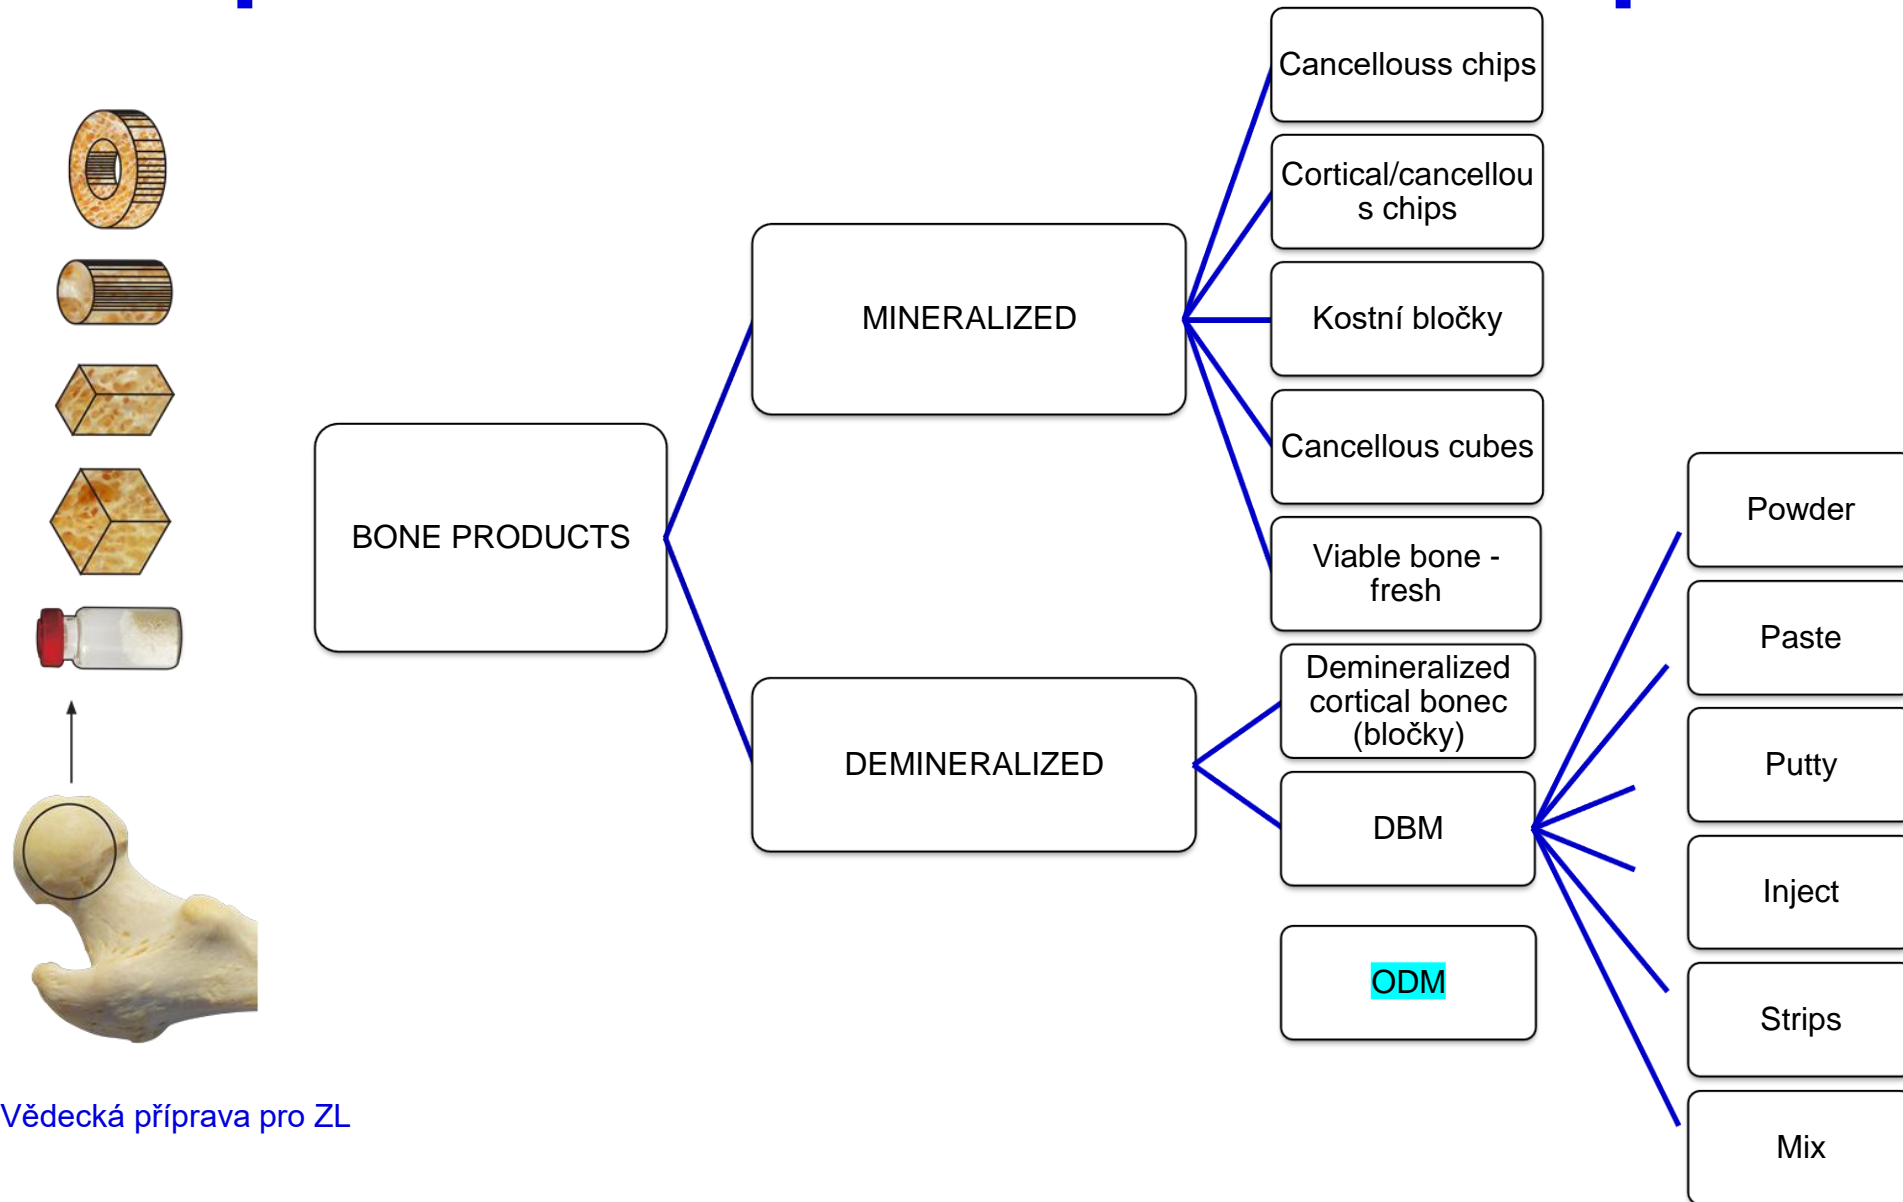 Cancellouss chips
Cortical/cancellou
s chips
MINERALIZED
Kostní bločky
Cancellous cubes
BONE PRODUCTS
Viable bone -
fresh
Powder
Paste
Demineralized
cortical bonec
(bločky)
DEMINERALIZED
Putty
DBM
Inject
ODM
Strips
Mix
Vědecká příprava pro ZL